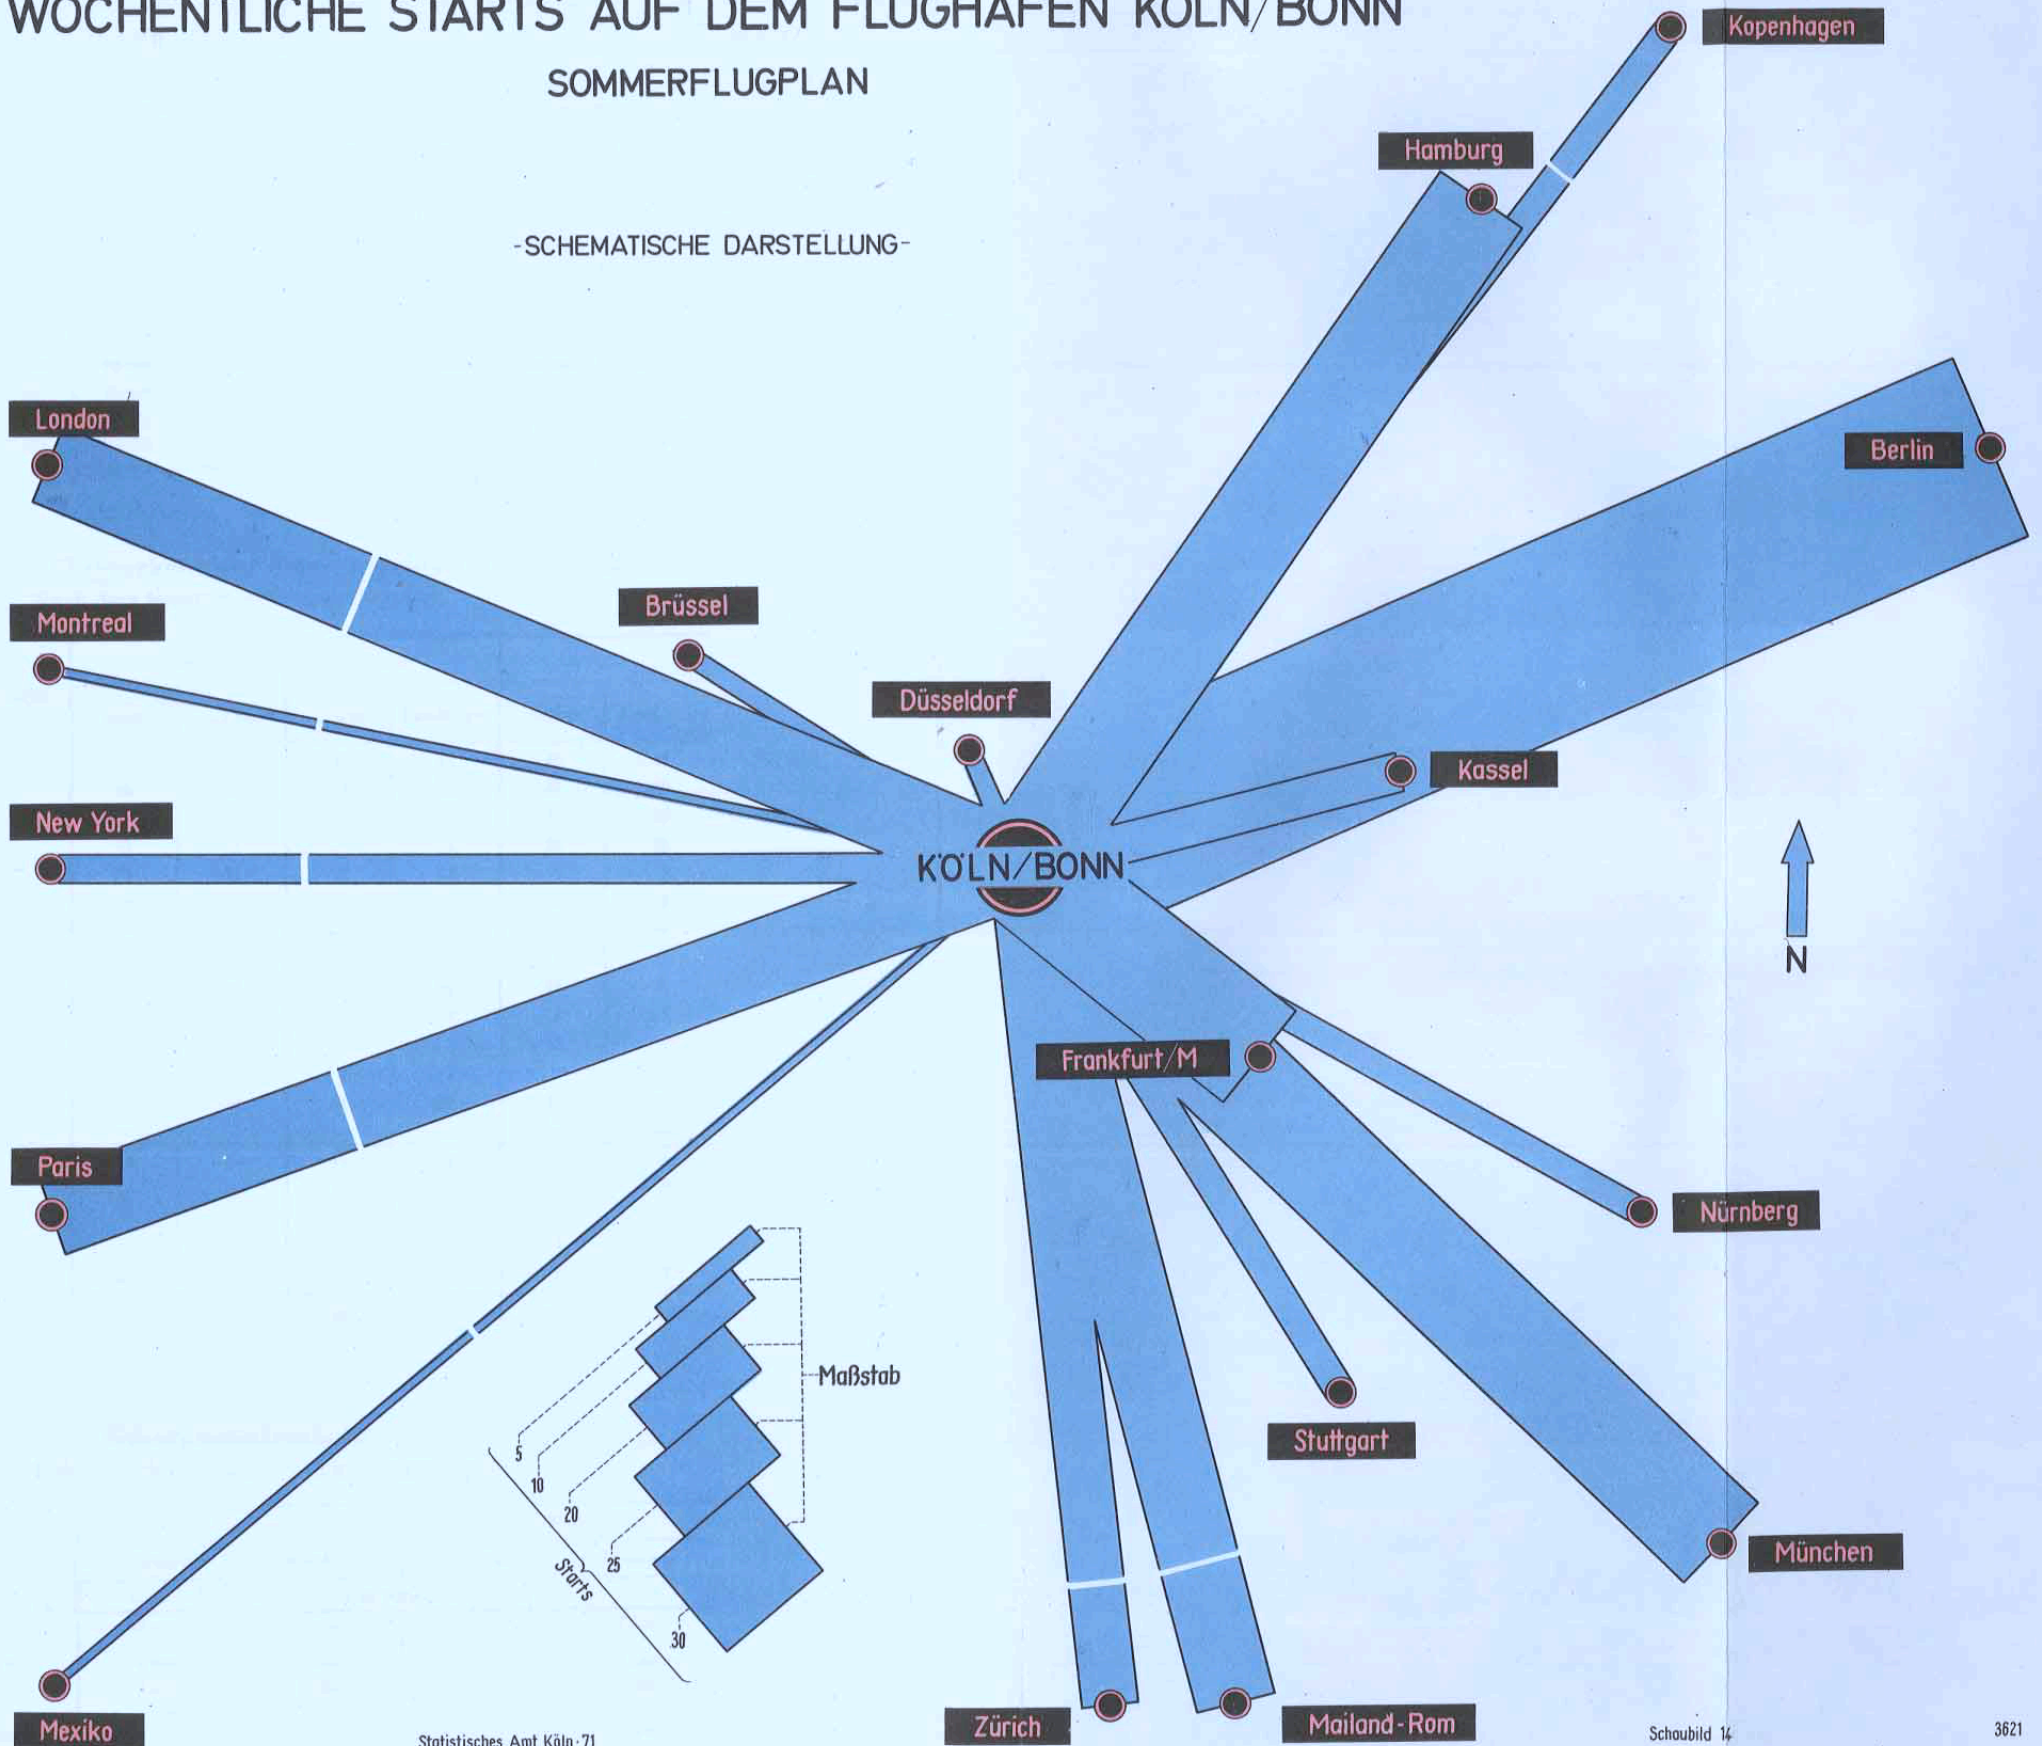 WÖCHENTLICHE STARTS AUF DEM FLUGHAFEN KÖLN/BONN
SOMMERFLUGPLAN
-SCHEMATISCHE DARSTELLUNG-
Kopenhagen
Hamburg
London
Berlin
Brüssel
Montreal
Düsseldorf
Kassel
New York
KÖLN/BONN
N
Frankfurt/M
Paris
Nürnberg
Maßstab
Stuttgart
5
10
20
25
30
Starts
München
Mexiko
Zürich
Mailand-Rom
Statistisches Amt Köln·71
Schaubild 14
3621